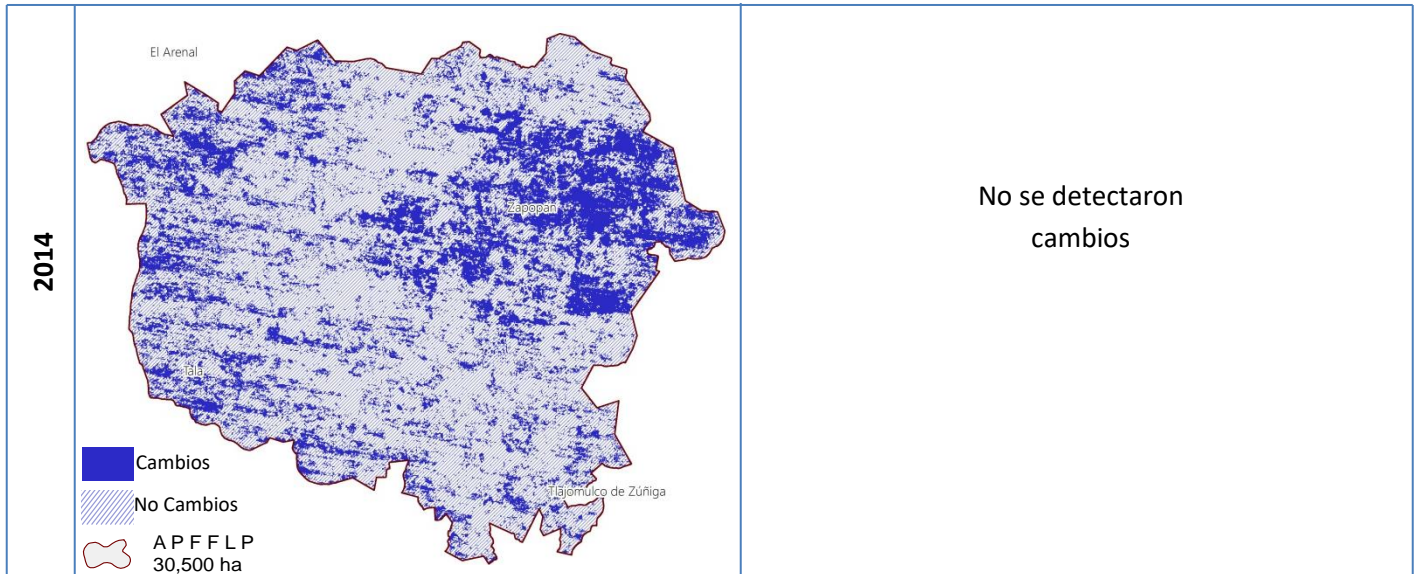 2014
El Arenal
Zapopan
Tala
Tlajomulco de Zúñiga
Cambios
No Cambios
A P F F L P
30,500 ha
No se detectaron
cambios